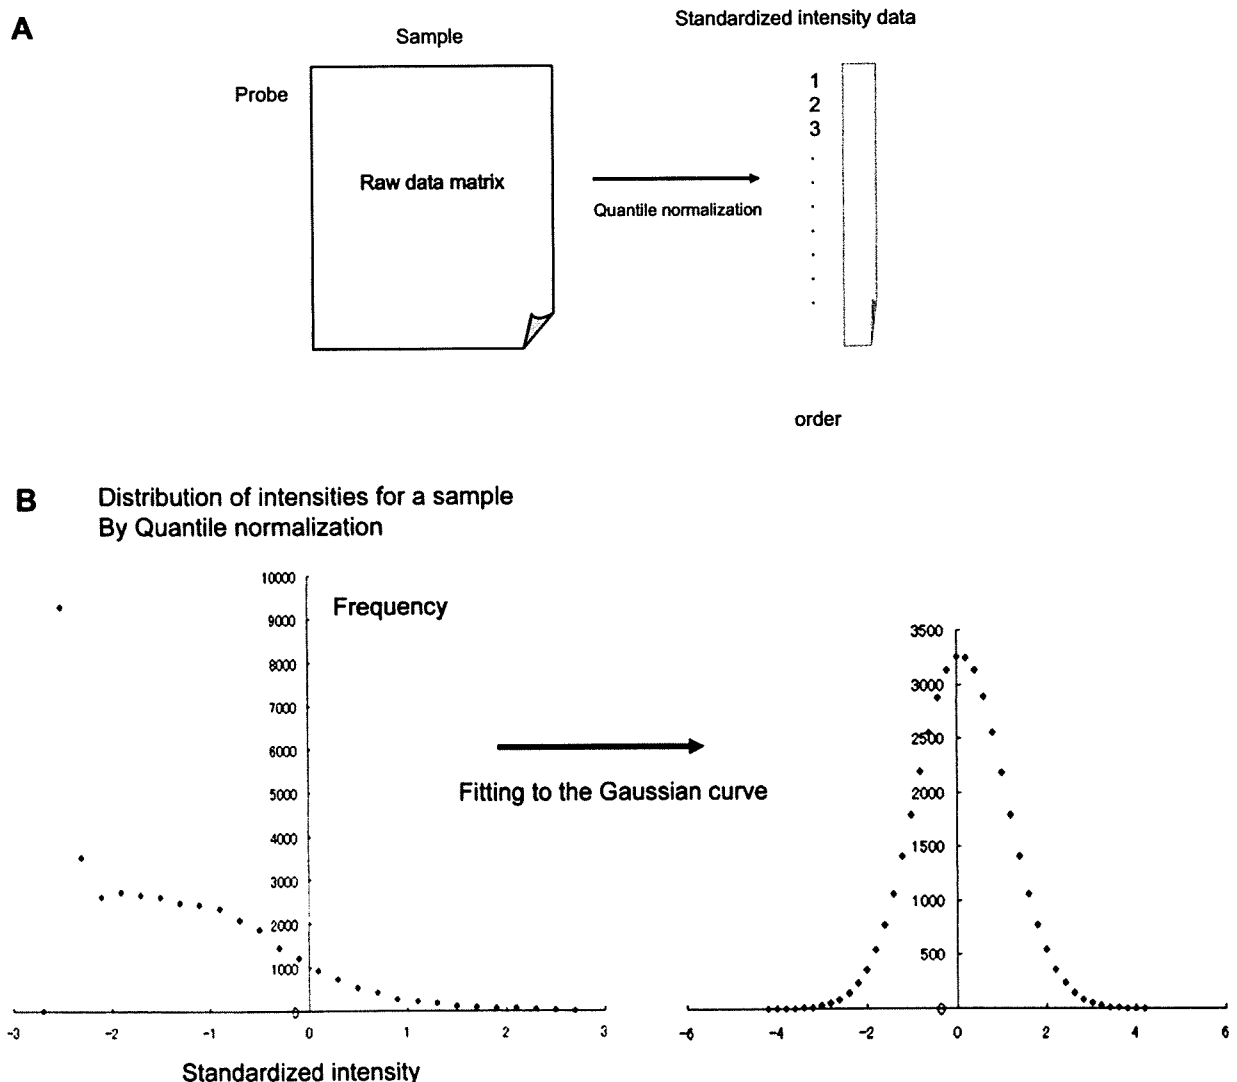 A
Sample
Standardized intensity data
Probe
1
2
3
Raw data matrix
Quantile normalization
order
B
Distribution of intensities for a sample
By Quantile normalization
10000
9000
8000
7000
6000
5000
4000
3000
2000
1000
0
Frequency
-3
-2
-1
0
1
2
3
Standardized intensity
Fitting to the Gaussian curve
3500
3000
2500
2000
1500
1000
500
0
-6
-4
-2
0
2
4
6